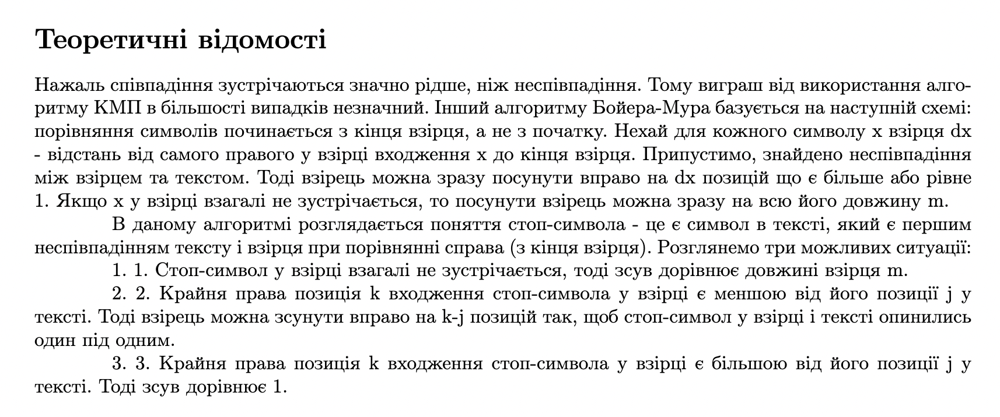 Теоретичні відомості
Нажаль співпадіння зустрічаються значно рідше, ніж неспівпадіння. Тому виграш від використання алго-
ритму КМП в більшості випадків незначний. Інший алгоритму Бойера-Мура базується на наступній схемі:
порівняння символів починається з кінця взірця, а не з початку. Нехай для кожного символу x взірця dx
- відстань від самого правого у взірці входження x до кінця взірця. Припустимо, знайдено неспівпадіння
між взірцем та текстом. Тоді взірець можна зразу посунути вправо на dx позицій що є більше або рівне
1. Якщо x у взірці взагалі не зустрічається, то посунути взірець можна зразу на всю його довжину m.
В даному алгоритмі розглядається поняття стоп-символа - це є символ в тексті, який є першим
неспівпадінням тексту і взірця при порівнянні справа (з кінця взірця). Розглянемо три можливих ситуації:
1. 1. Стоп-символ у взірці взагалі не зустрічається, тоді зсув дорівнює довжині взірця m.
2. 2. Крайня права позиція k входження стоп-символа у взірці є меншою від його позиції j у
тексті. Тоді взірець можна зсунути вправо на k-j позицій так, щоб стоп-символ у взірці і тексті опинились
один під одним.
3. 3. Крайня права позиція k входження стоп-символа у взірці є більшою від його позиції j у
тексті. Тоді зсув дорівнює 1.